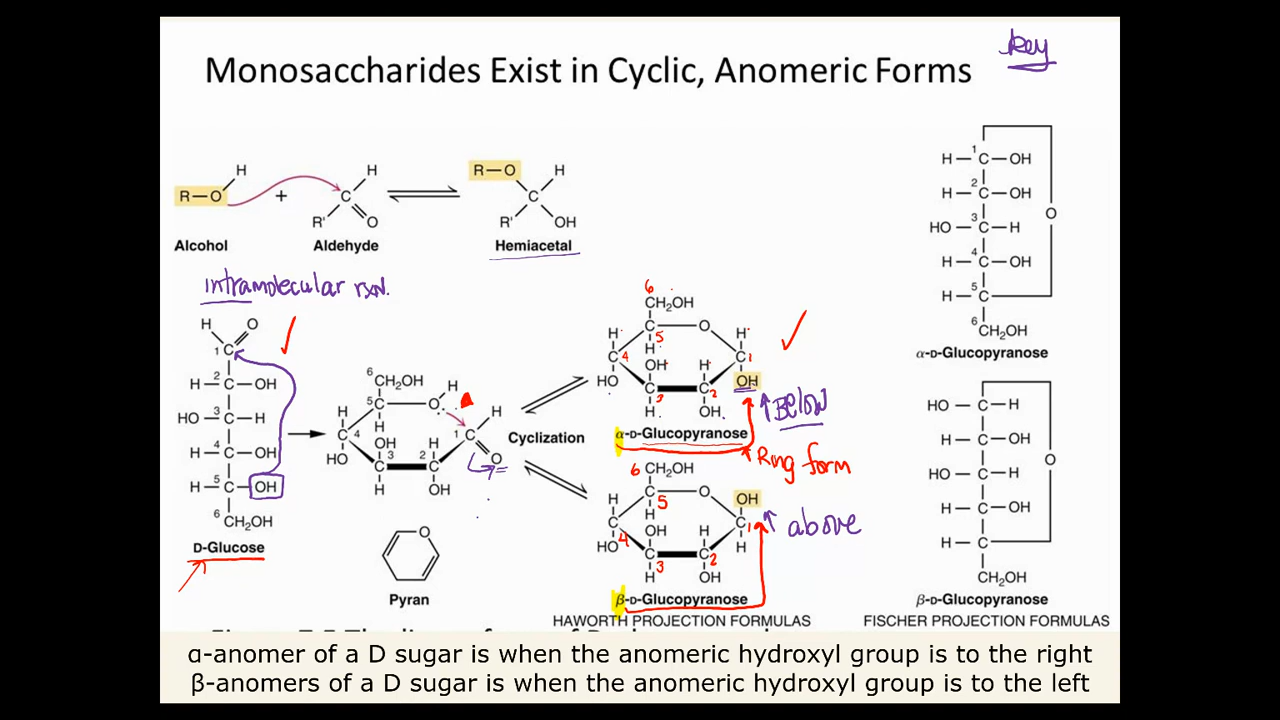 key
Monosaccharides Exist in Cyclic, Anomeric Forms
R—O H + H R' O R—O H R' C OH
Alcohol Aldehyde Hemiacetal
intramolecular rxn.
H O
1C
H—2C—OH
HO—3C—H
H—4C—OH
H—5C—OH
6CH₂OH
D-Glucose
6CH₂OH
H 5C O H
H 4C H 1C H
HO OH 3C 2C H O
H OH
Pyran
Cyclization
6
CH₂OH
H C 5 O H
C 4 H C 1
HO OH H OH
C 3 C 2
H OH
α-D-Glucopyranose
Below
Ring form
6 CH₂OH
H C 5 O OH
C H C 1
HO 4 OH H H
C 3 C 2
H OH
above
β-D-Glucopyranose
HAWORTH PROJECTION FORMULAS
H—1C—OH
H—2C—OH
HO—3C—H
O
H—4C—OH
H—5C
6CH₂OH
α-D-Glucopyranose
HO—C—H
H—C—OH
HO—C—H
O
H—C—OH
H—C
CH₂OH
β-D-Glucopyranose
FISCHER PROJECTION FORMULAS
α-anomer of a D sugar is when the anomeric hydroxyl group is to the right
β-anomers of a D sugar is when the anomeric hydroxyl group is to the left